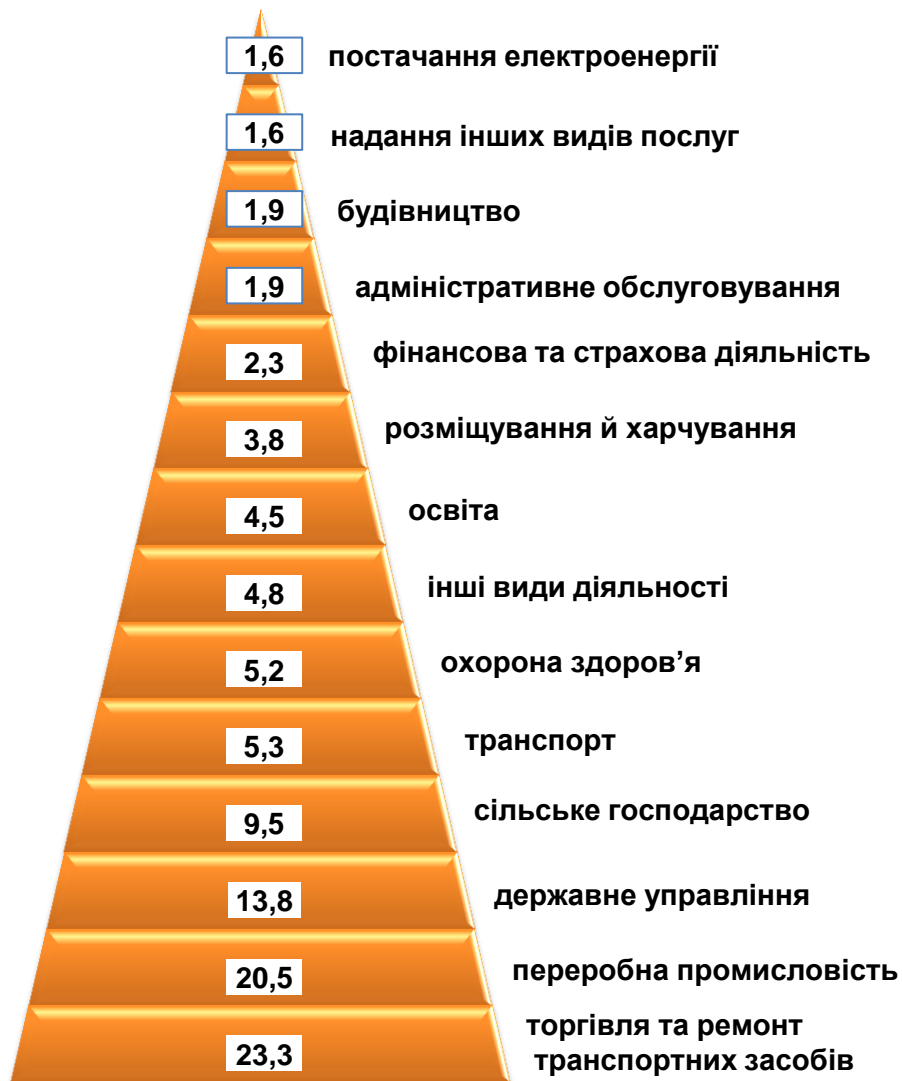 1,6 постачання електроенергії
1,6 надання інших видів послуг
1,9 будівництво
1,9 адміністративне обслуговування
2,3 фінансова та страхова діяльність
3,8 розміщування й харчування
4,5 освіта
4,8 інші види діяльності
5,2 охорона здоров’я
5,3 транспорт
9,5 сільське господарство
13,8 державне управління
20,5 переробна промисловість
23,3 торгівля та ремонт
транспортних засобів